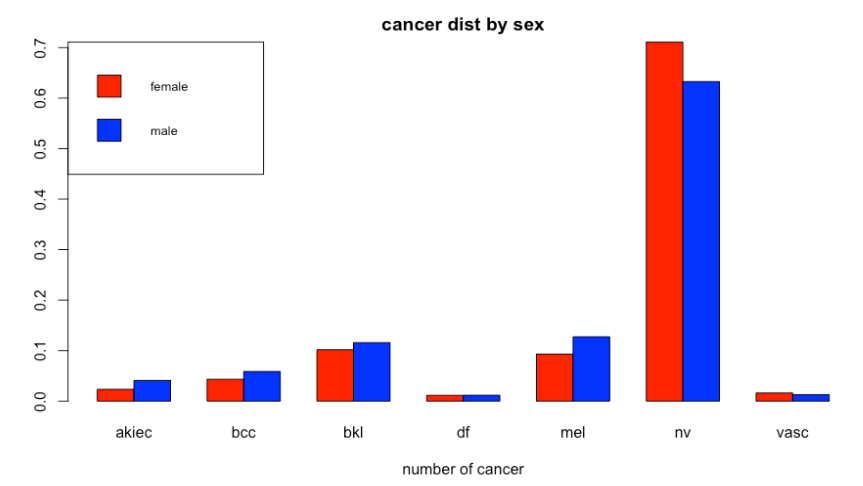 cancer dist by sex
0.7
0.6
0.5
0.4
0.3
0.2
0.1
0.0
female
male
akiec bcc bkl df mel nv vasc
number of cancer